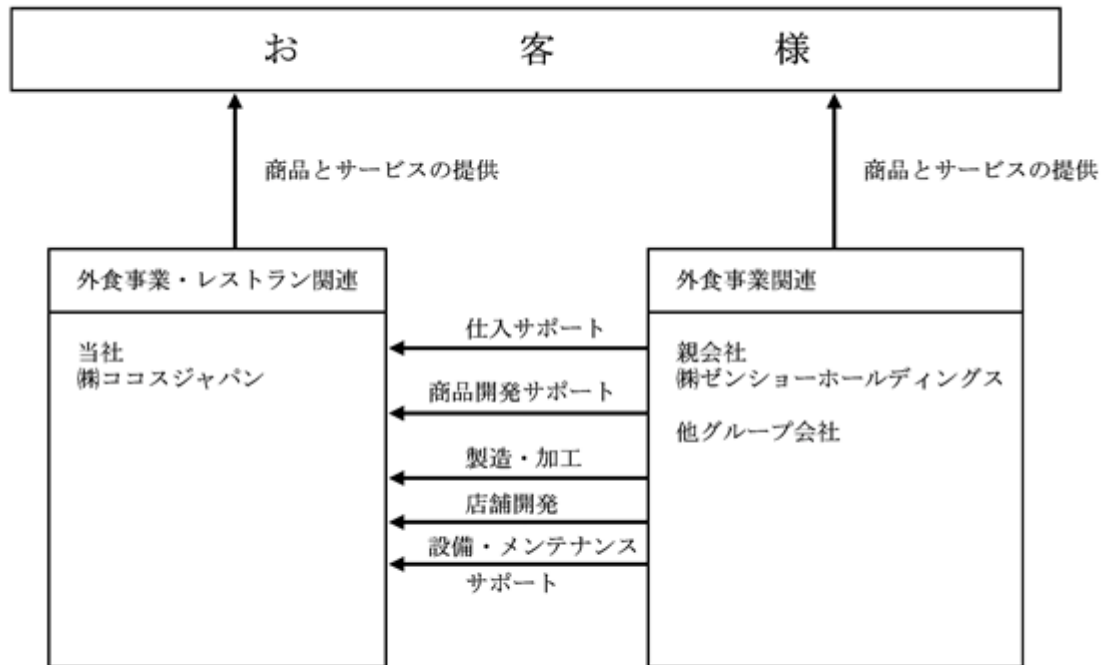 お客様
商品とサービスの提供
商品とサービスの提供
外食事業・レストラン関連
当社
㈱ココスジャパン
仕入サポート
商品開発サポート
製造・加工
店舗開発
設備・メンテナンス
サポート
外食事業関連
親会社
㈱ゼンショーホールディングス
他グループ会社